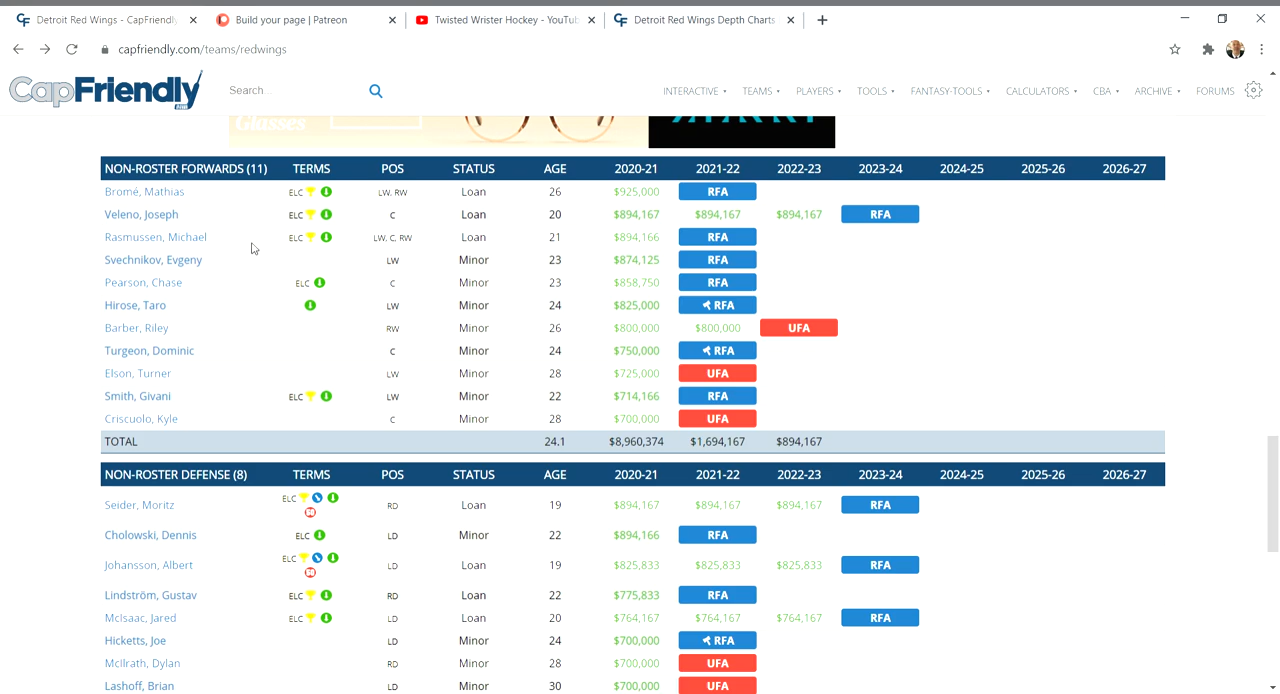 Detroit Red Wings - CapFriendly
Build your page | Patreon
Twisted Wrister Hockey - YouTub
Detroit Red Wings Depth Charts
capfriendly.com/teams/redwings
CapFriendly
Search...
INTERACTIVE
TEAMS
PLAYERS
TOOLS
FANTASY-TOOLS
CALCULATORS
CBA
ARCHIVE
FORUMS
Glasses
NON-ROSTER FORWARDS (11) TERMS POS STATUS AGE 2020-21 2021-22 2022-23 2023-24 2024-25 2025-26 2026-27
Bromé, Mathias ELC LW, RW Loan 26 $925,000 RFA
Veleno, Joseph ELC C Loan 20 $894,167 $894,167 $894,167 RFA
Rasmussen, Michael ELC LW, C, RW Loan 21 $894,166 RFA
Svechnikov, Evgeny LW Minor 23 $874,125 RFA
Pearson, Chase ELC C Minor 23 $858,750 RFA
Hirose, Taro LW Minor 24 $825,000 RFA
Barber, Riley RW Minor 26 $800,000 $800,000 UFA
Turgeon, Dominic C Minor 24 $750,000 RFA
Elson, Turner LW Minor 28 $725,000 UFA
Smith, Givani ELC LW Minor 22 $714,166 RFA
Criscuolo, Kyle C Minor 28 $700,000 UFA
TOTAL 24.1 $8,960,374 $1,694,167 $894,167
NON-ROSTER DEFENSE (8) TERMS POS STATUS AGE 2020-21 2021-22 2022-23 2023-24 2024-25 2025-26 2026-27
Seider, Moritz ELC RD Loan 19 $894,167 $894,167 $894,167 RFA
Cholowski, Dennis ELC LD Minor 22 $894,166 RFA
Johansson, Albert ELC LD Loan 19 $825,833 $825,833 $825,833 RFA
Lindström, Gustav ELC RD Loan 22 $775,833 RFA
McIsaac, Jared ELC LD Loan 20 $764,167 $764,167 $764,167 RFA
Hicketts, Joe LD Minor 24 $700,000 RFA
McIlrath, Dylan RD Minor 28 $700,000 UFA
Lashoff, Brian LD Minor 30 $700,000 UFA